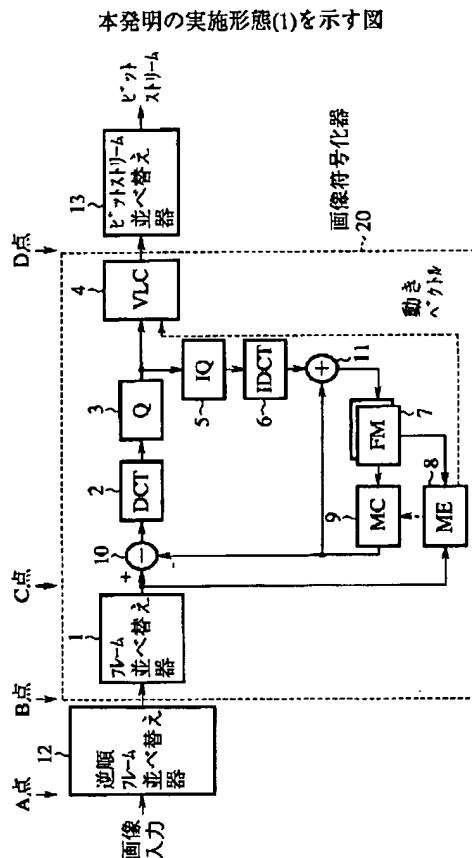 本発明の実施形態(1)を示す図
A点
B点
C点
D点
画像
入力
12
逆順
フレーム
並べ替え
器
1
フレーム
並べ替え
器
10
+
−
-
2
DCT
3
Q
4
VLC
13
ビットストリーム
並べ替え
器
ビット
ストリーム
5
IQ
6
IDCT
+
11
FM
7
9
MC
8
ME
動き
ベクトル
画像符号化器
20